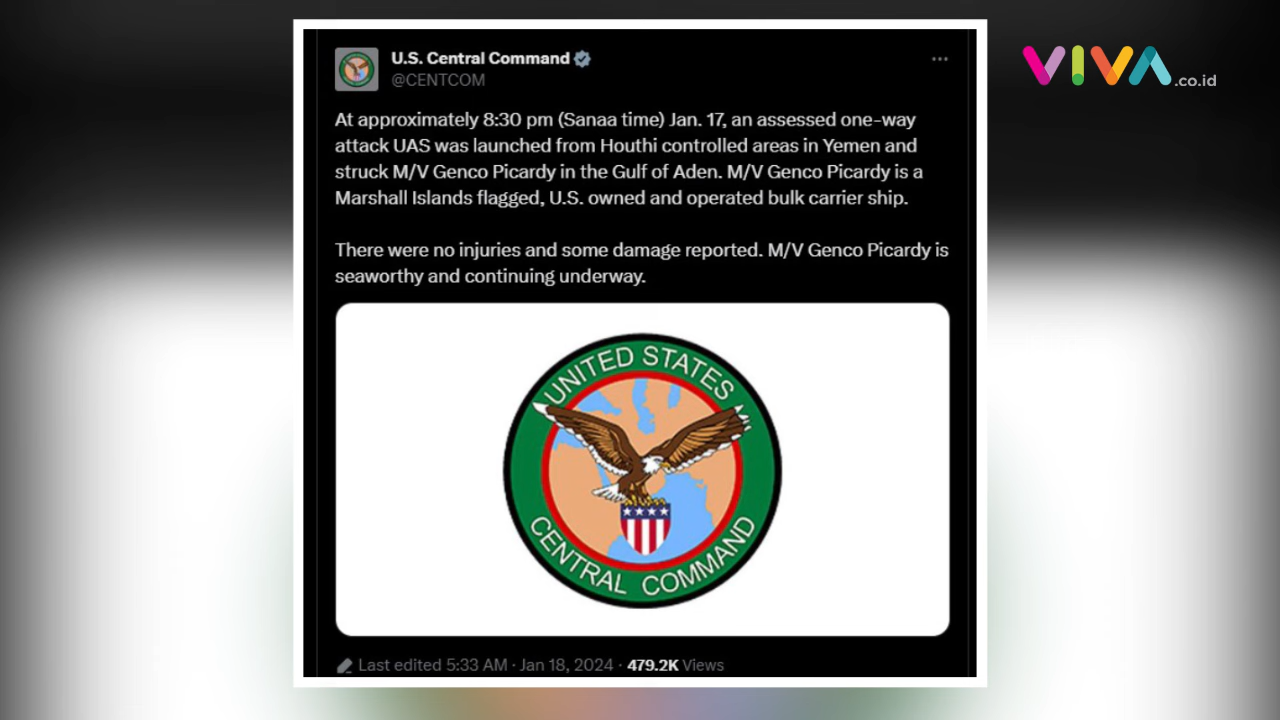 VIVA.co.id
U.S. Central Command
@CENTCOM
At approximately 8:30 pm (Sanaa time) Jan. 17, an assessed one-way
attack UAS was launched from Houthi controlled areas in Yemen and
struck M/V Genco Picardy in the Gulf of Aden. M/V Genco Picardy is a
Marshall Islands flagged, U.S. owned and operated bulk carrier ship.
There were no injuries and some damage reported. M/V Genco Picardy is
seaworthy and continuing underway.
UNITED STATES
CENTRAL COMMAND
Last edited 5:33 AM · Jan 18, 2024 · 479.2K Views